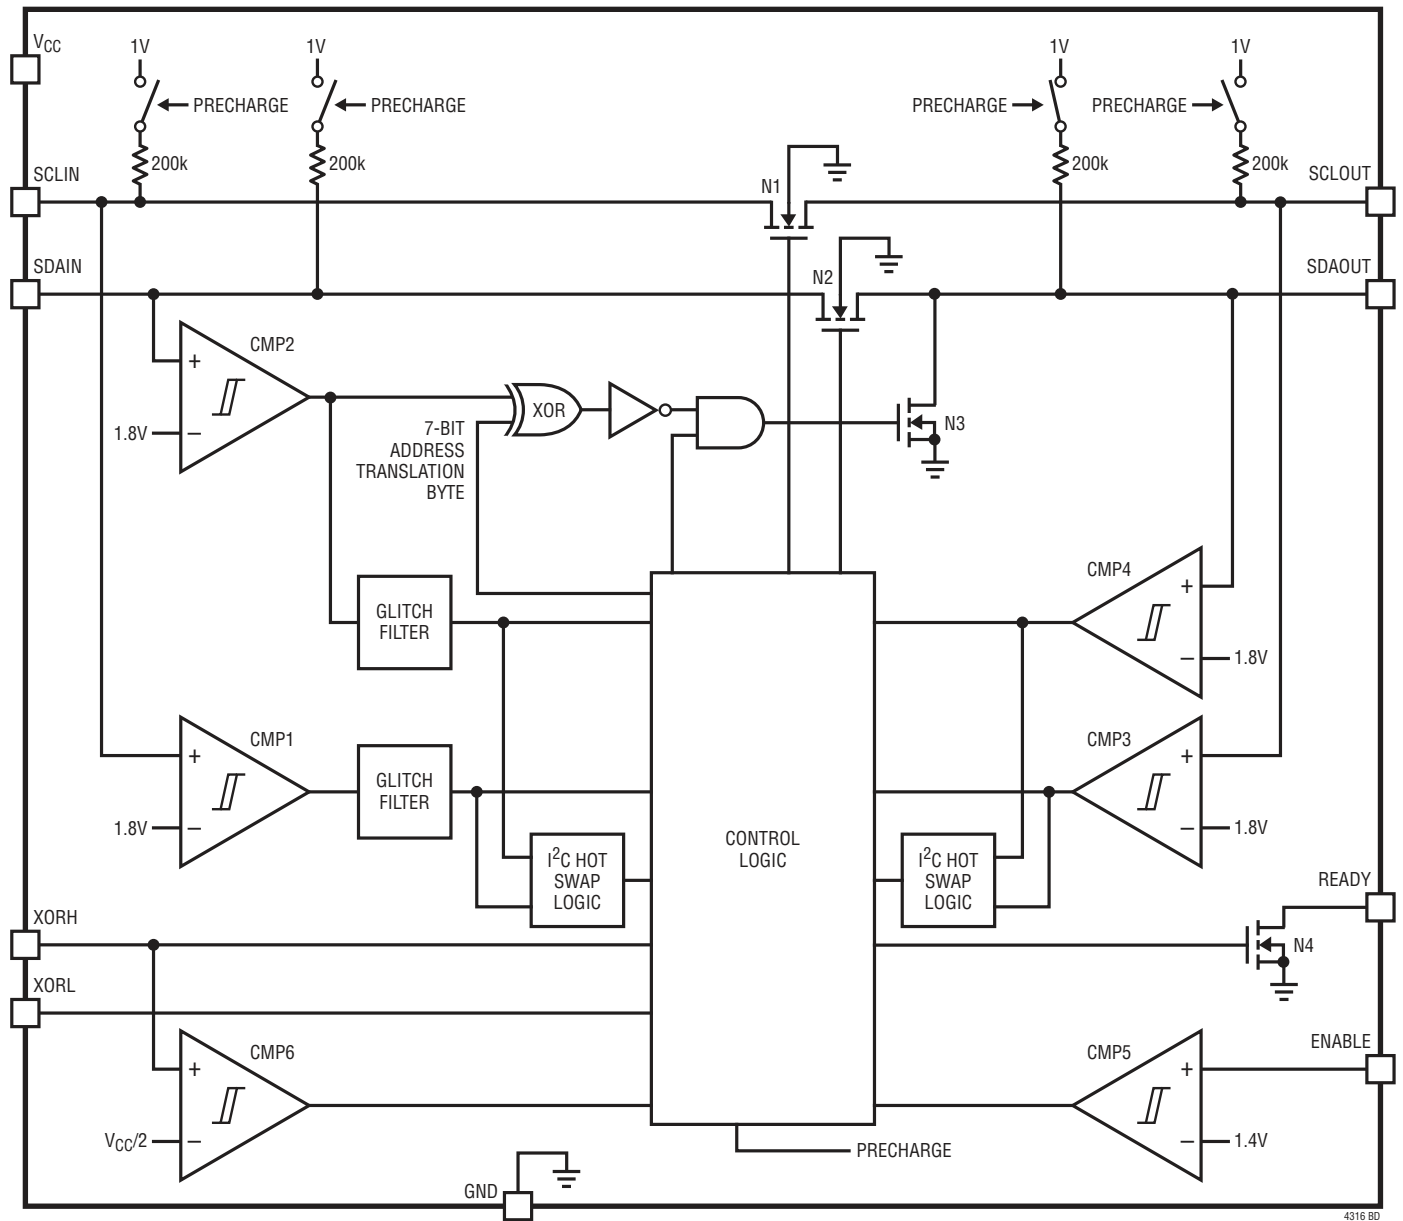 VCC
1V
1V
1V
1V
PRECHARGE
PRECHARGE
PRECHARGE
PRECHARGE
200k
200k
200k
200k
SCLIN
N1
SCLOUT
SDAIN
N2
SDAOUT
CMP2
+
1.8V
−
XOR
7-BIT
ADDRESS
TRANSLATION
BYTE
N3
GLITCH
FILTER
CMP4
+
−
1.8V
CMP1
+
1.8V
−
GLITCH
FILTER
CMP3
+
−
1.8V
CONTROL
LOGIC
I2C HOT
SWAP
LOGIC
I2C HOT
SWAP
LOGIC
READY
XORH
N4
XORL
CMP6
+
VCC/2
−
CMP5
+
−
1.4V
ENABLE
PRECHARGE
GND
4316 BD